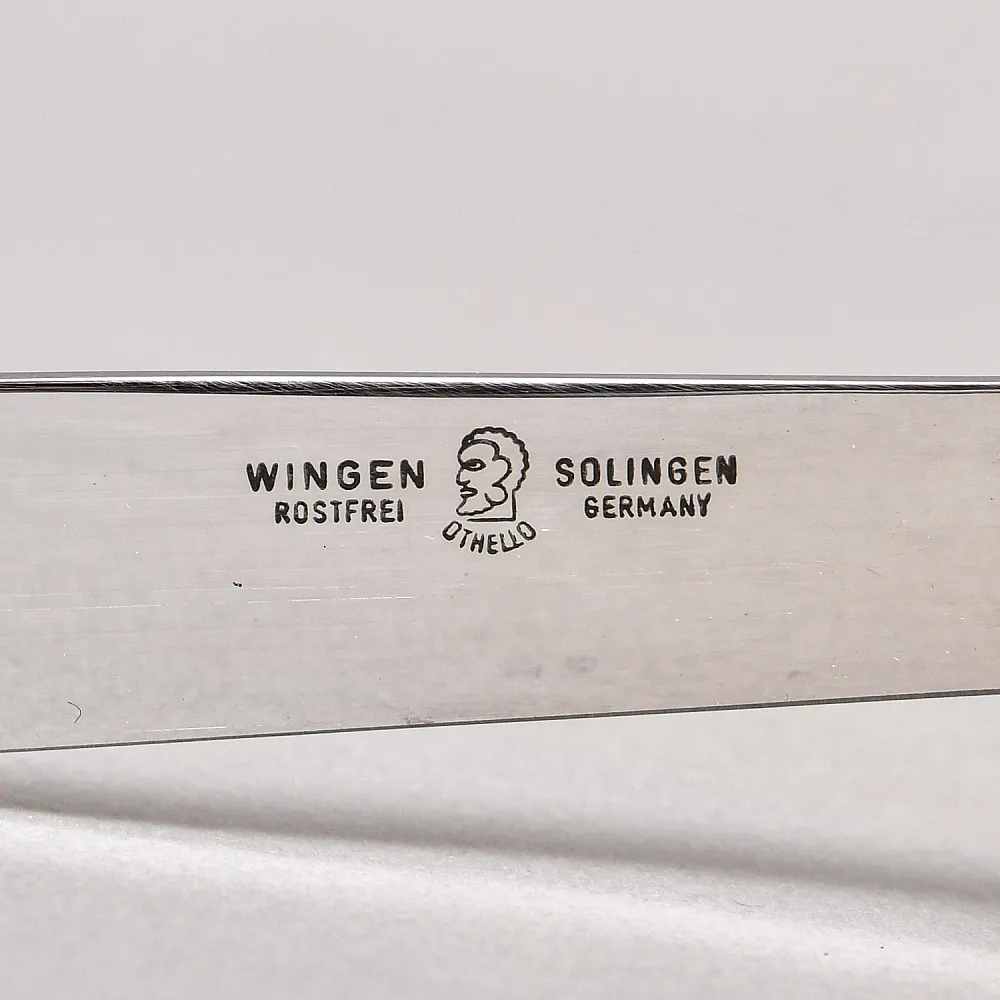 WINGEN
ROSTFREI
OTHELLO
SOLINGEN
GERMANY